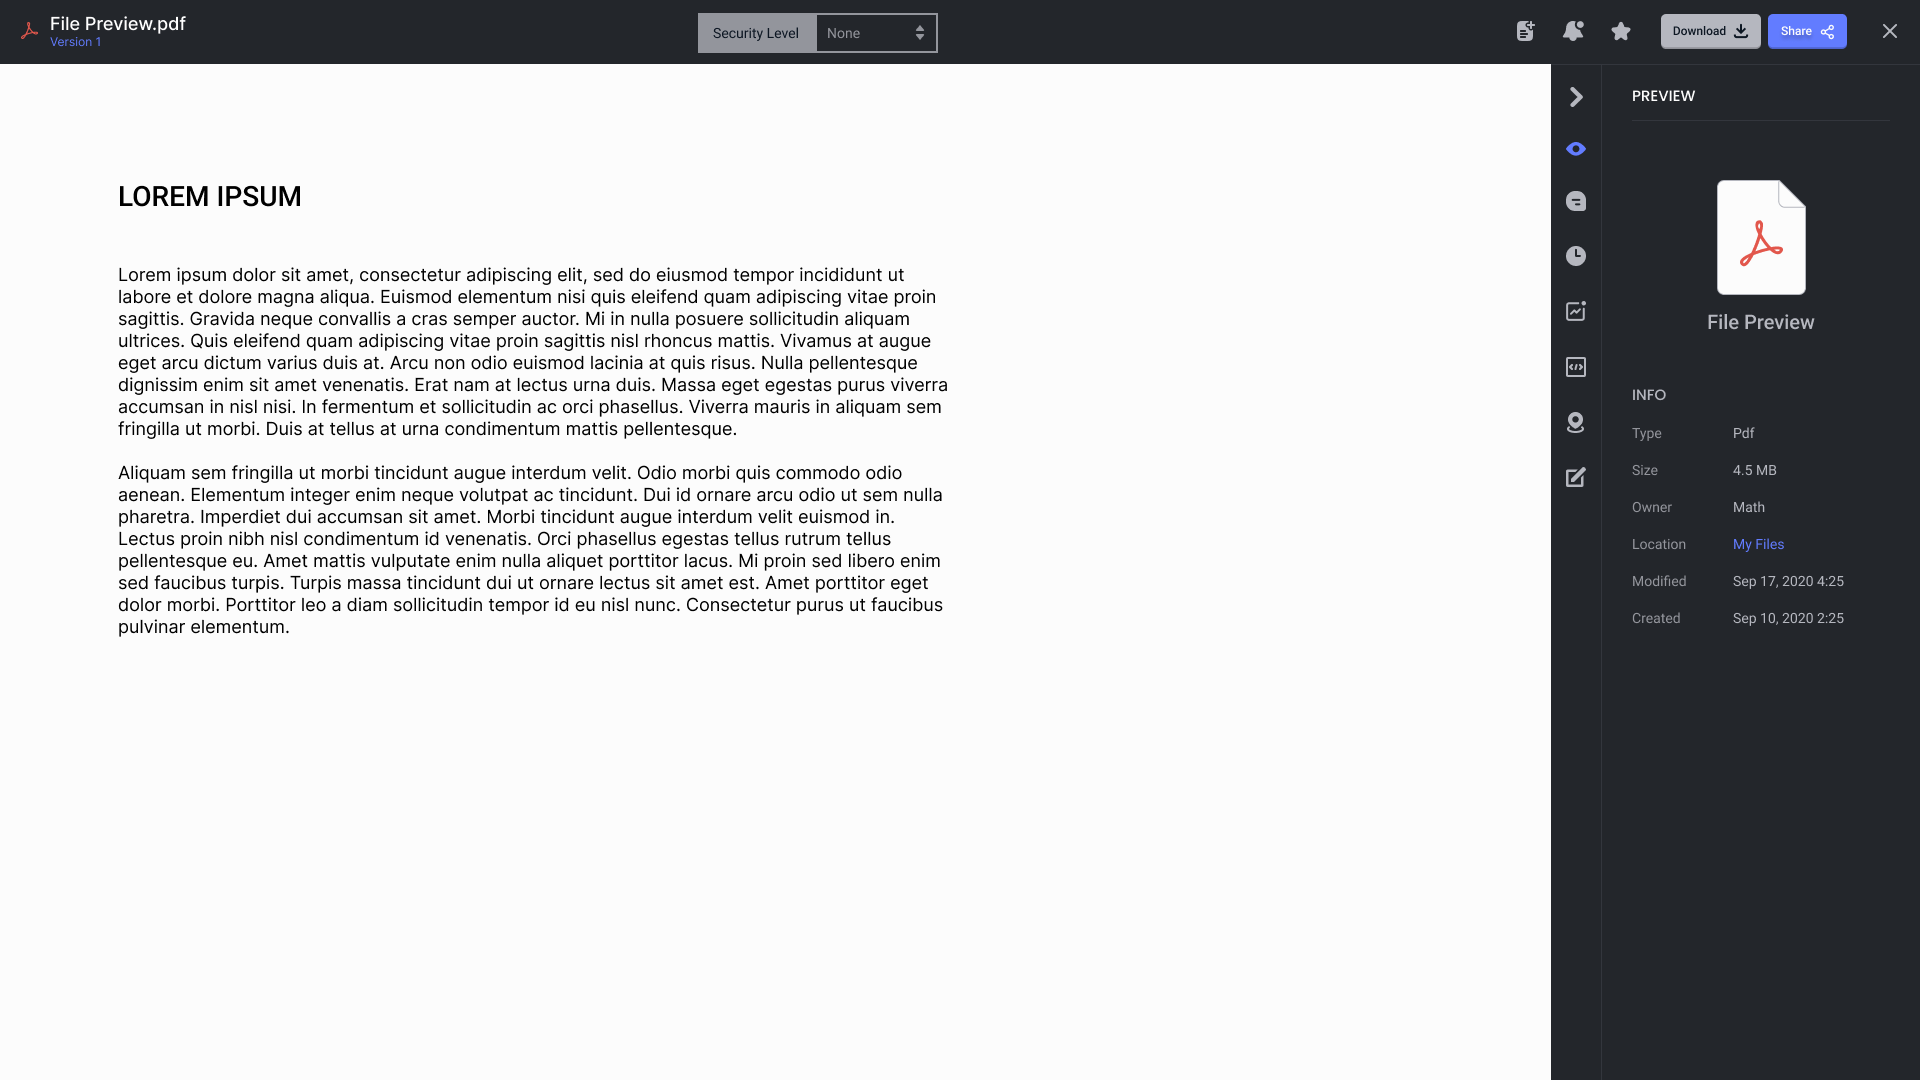 File Preview.pdf
Version 1
Security Level
None
Download
Share
LOREM IPSUM
Lorem ipsum dolor sit amet, consectetur adipiscing elit, sed do eiusmod tempor incididunt ut
labore et dolore magna aliqua. Euismod elementum nisi quis eleifend quam adipiscing vitae proin
sagittis. Gravida neque convallis a cras semper auctor. Mi in nulla posuere sollicitudin aliquam
ultrices. Quis eleifend quam adipiscing vitae proin sagittis nisl rhoncus mattis. Vivamus at augue
eget arcu dictum varius duis at. Arcu non odio euismod lacinia at quis risus. Nulla pellentesque
dignissim enim sit amet venenatis. Erat nam at lectus urna duis. Massa eget egestas purus viverra
accumsan in nisl nisi. In fermentum et sollicitudin ac orci phasellus. Viverra mauris in aliquam sem
fringilla ut morbi. Duis at tellus at urna condimentum mattis pellentesque.
Aliquam sem fringilla ut morbi tincidunt augue interdum velit. Odio morbi quis commodo odio
aenean. Elementum integer enim neque volutpat ac tincidunt. Dui id ornare arcu odio ut sem nulla
pharetra. Imperdiet dui accumsan sit amet. Morbi tincidunt augue interdum velit euismod in.
Lectus proin nibh nisl condimentum id venenatis. Orci phasellus egestas tellus rutrum tellus
pellentesque eu. Amet mattis vulputate enim nulla aliquet porttitor lacus. Mi proin sed libero enim
sed faucibus turpis. Turpis massa tincidunt dui ut ornare lectus sit amet est. Amet porttitor eget
dolor morbi. Porttitor leo a diam sollicitudin tempor id eu nisl nunc. Consectetur purus ut faucibus
pulvinar elementum.
PREVIEW
File Preview
INFO
Type Pdf
Size 4.5 MB
Owner Math
Location My Files
Modified Sep 17, 2020 4:25
Created Sep 10, 2020 2:25